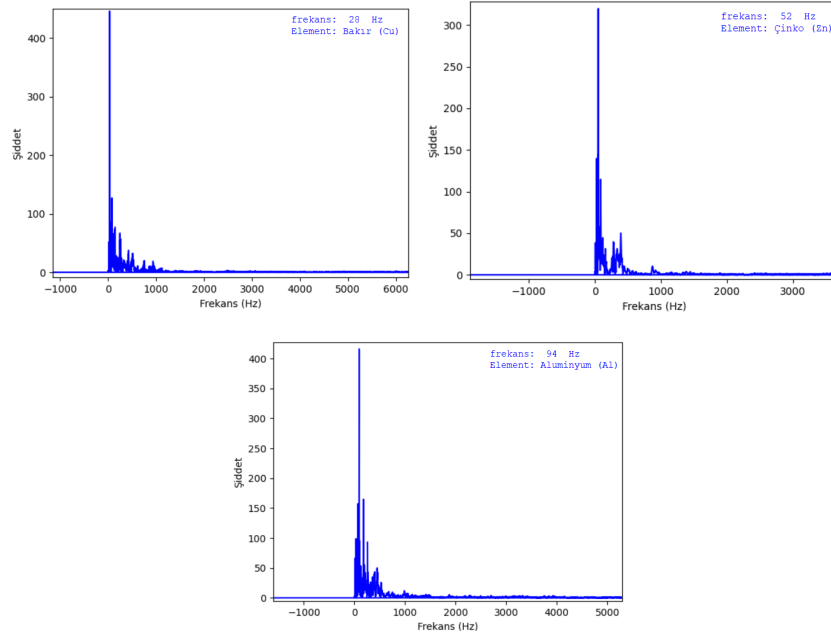 frekans: 28 Hz
Element: Bakır (Cu)
400
300
200
100
0
Şiddet
−1000 0 1000 2000 3000 4000 5000 6000
Frekans (Hz)
frekans: 52 Hz
Element: Çinko (Zn)
300
250
200
150
100
50
0
Şiddet
−1000 0 1000 2000 3000
Frekans (Hz)
frekans: 94 Hz
Element: Aluminyum (Al)
400
350
300
250
200
150
100
50
0
Şiddet
−1000 0 1000 2000 3000 4000 5000
Frekans (Hz)